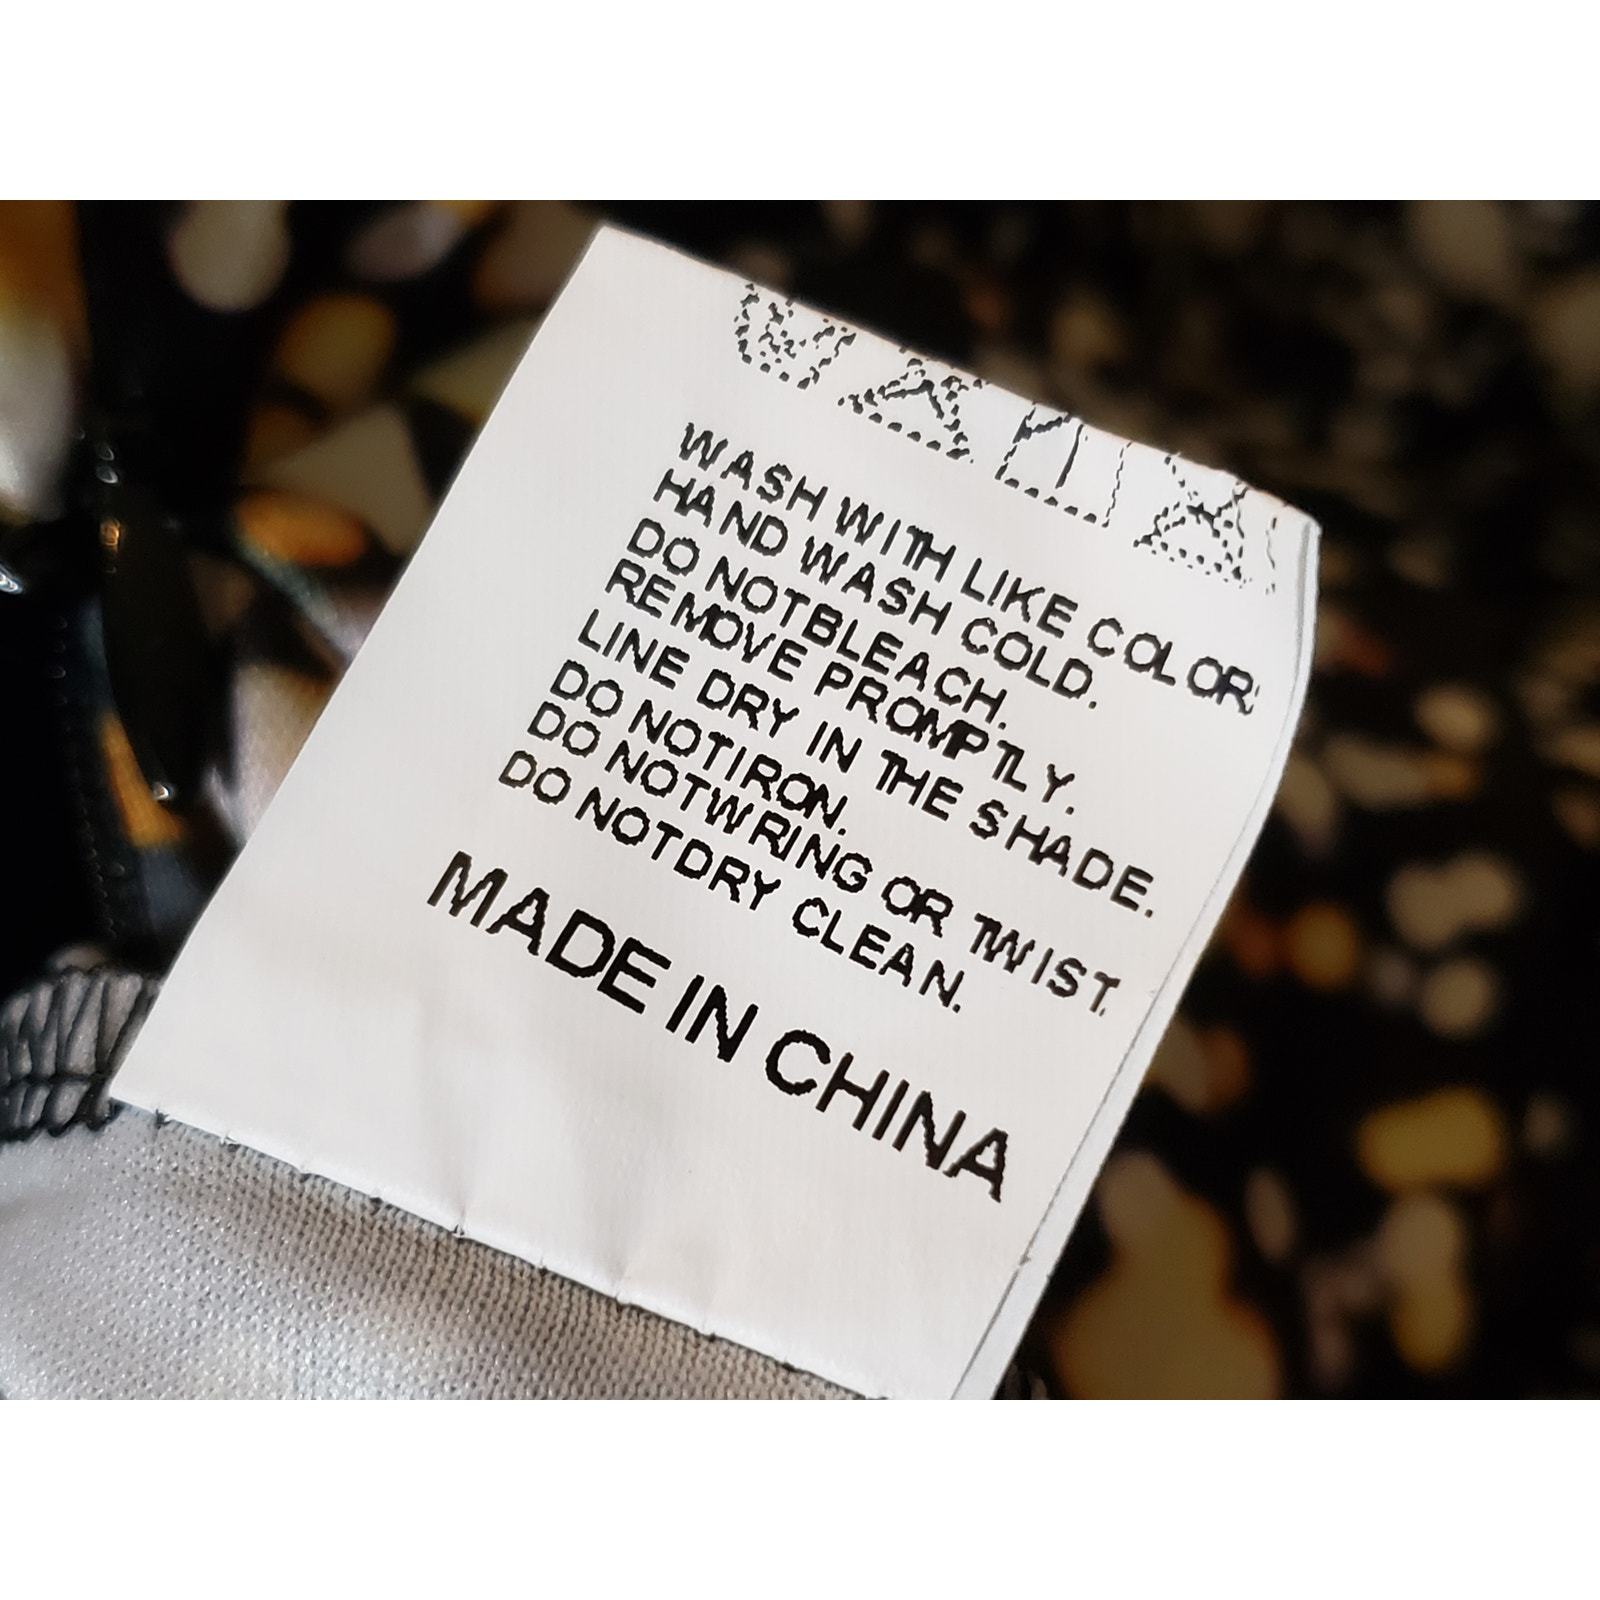 WASH WITH LIKE COLORS
HAND WASH COLD.
DO NOTBLEACH.
REMOVE PROMPTLY.
LINE DRY IN THE SHADE.
DO NOTIRON.
DO NOTWRING OR TWIST.
DO NOTDRY CLEAN.
MADE IN CHINA